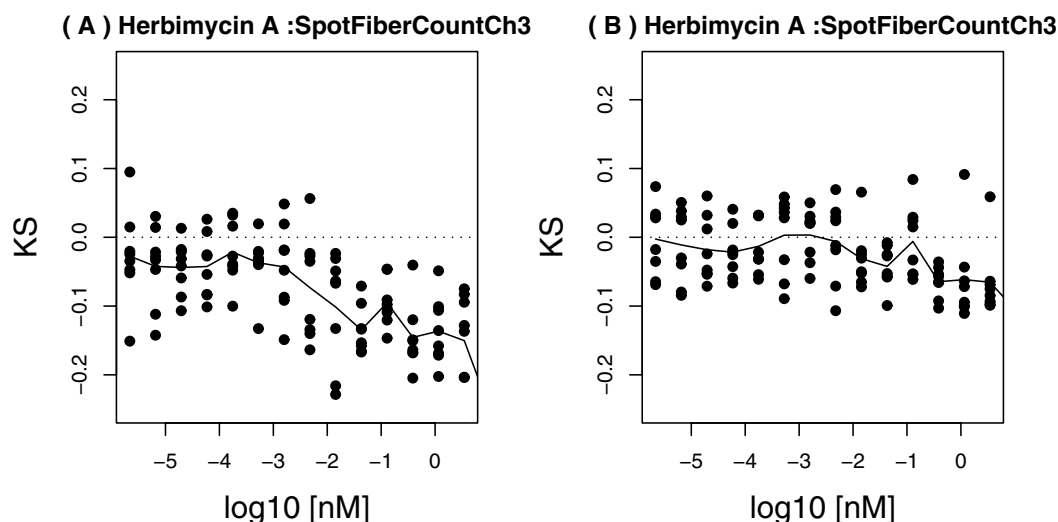 ( A ) Herbimycin A :SpotFiberCountCh3
KS
0.2
0.1
0.0
−0.1
−0.2
−5 −4 −3 −2 −1 0
log10 [nM]
( B ) Herbimycin A :SpotFiberCountCh3
KS
0.2
0.1
0.0
−0.1
−0.2
−5 −4 −3 −2 −1 0
log10 [nM]